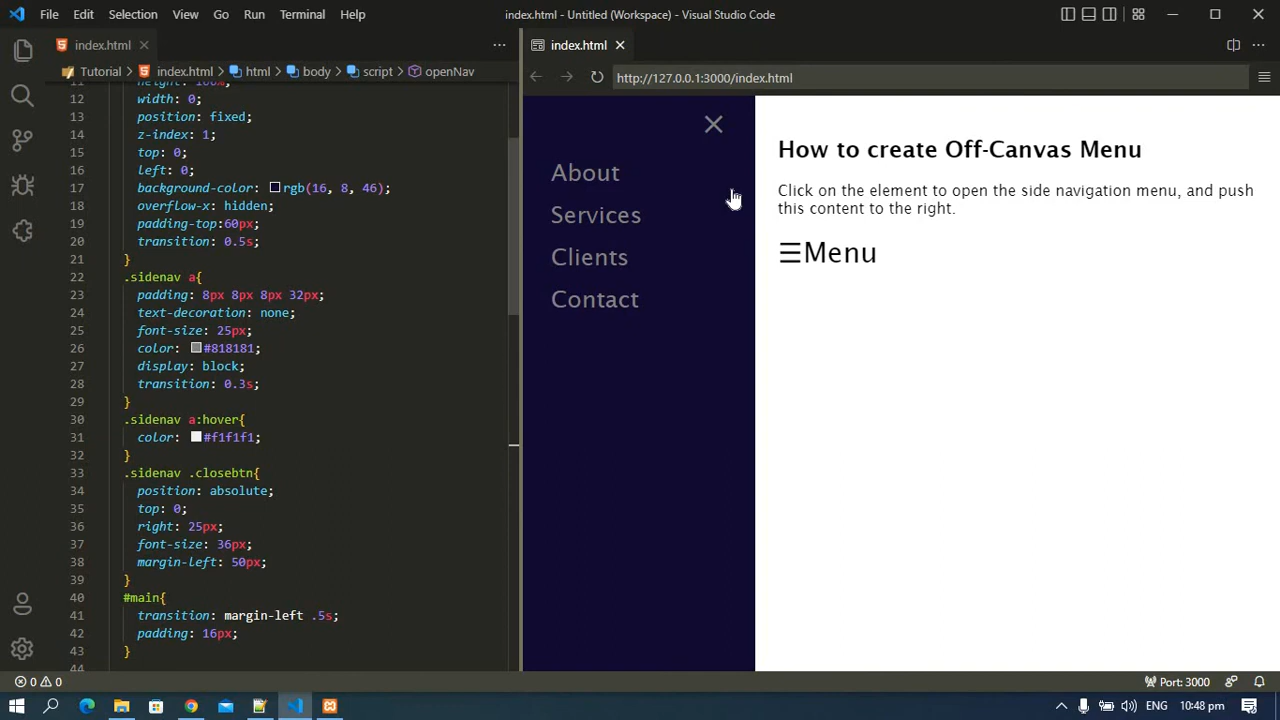 File Edit Selection View Go Run Terminal Help index.html - Untitled (Workspace) - Visual Studio Code
index.html
Tutorial index.html html body script openNav
11 height: 100%;
12 width: 0;
13 position: fixed;
14 z-index: 1;
15 top: 0;
16 left: 0;
17 background-color: rgb(16, 8, 46);
18 overflow-x: hidden;
19 padding-top:60px;
20 transition: 0.5s;
21 }
22 .sidenav a{
23 padding: 8px 8px 8px 32px;
24 text-decoration: none;
25 font-size: 25px;
26 color: #818181;
27 display: block;
28 transition: 0.3s;
29 }
30 .sidenav a:hover{
31 color: #f1f1f1;
32 }
33 .sidenav .closebtn{
34 position: absolute;
35 top: 0;
36 right: 25px;
37 font-size: 36px;
38 margin-left: 50px;
39 }
40 #main{
41 transition: margin-left .5s;
42 padding: 16px;
43 }
44
index.html
http://127.0.0.1:3000/index.html
×
About
Services
Clients
Contact
How to create Off-Canvas Menu
Click on the element to open the side navigation menu, and push
this content to the right.
☰Menu
0 0 Port: 3000
ENG 10:48 pm